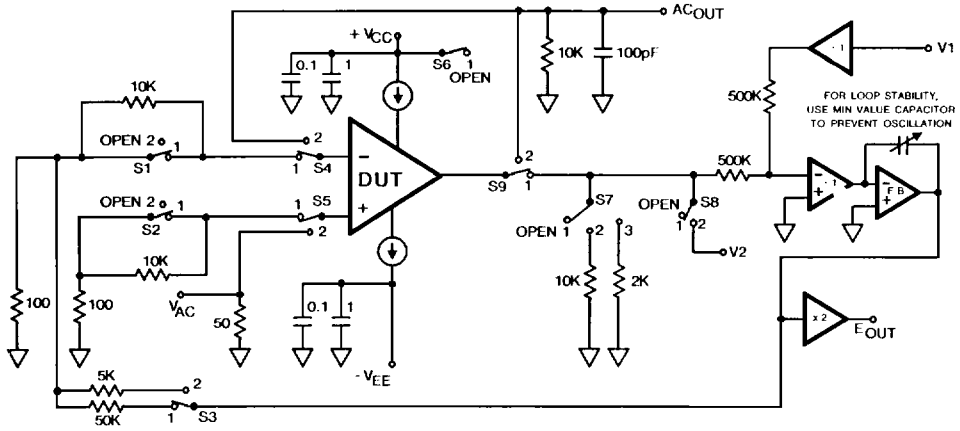 AC OUT
+ VCC
0.1
1
S6
1
OPEN
10K
100pF
- 1
V1
500K
FOR LOOP STABILITY,
USE MIN VALUE CAPACITOR
TO PREVENT OSCILLATION
10K
OPEN 2
1
S1
2
1
S4
-
DUT
+
S9
2
1
500K
-
+
- 1
-
+
F B
OPEN 2
1
S2
1
S5
2
OPEN
S7
1
2
3
OPEN
S8
1
2
V2
10K
10K
2K
100
100
VAC
50
0.1
1
- VEE
x 2
E OUT
5K
2
50K
1
S3